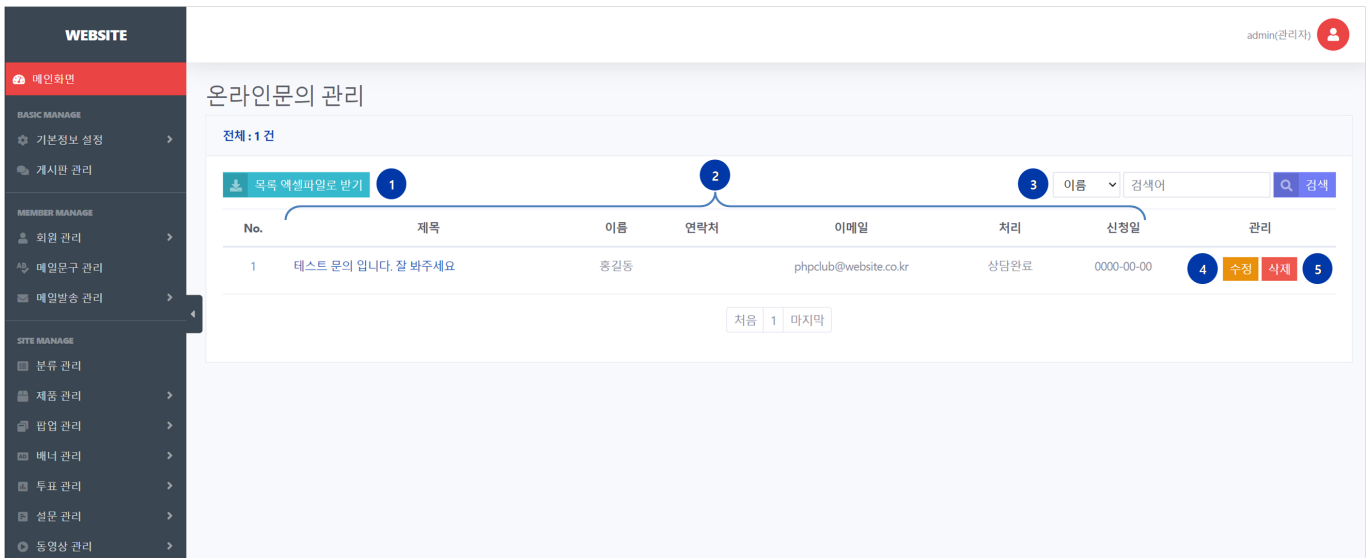 WEBSITE
admin(관리자)
메인화면
온라인문의 관리
BASIC MANAGE
전체 : 1 건
기본정보 설정
게시판 관리
목록 엑셀파일로 받기
1
2
3
이름
검색어
검색
MEMBER MANAGE
No. 제목 이름 연락처 이메일 처리 신청일 관리
회원 관리
1 테스트 문의 입니다. 잘 봐주세요 홍길동 phpclub@website.co.kr 상담완료 0000-00-00 4 수정 삭제 5
메일문구 관리
메일발송 관리
처음 1 마지막
SITE MANAGE
분류 관리
제품 관리
팝업 관리
배너 관리
투표 관리
설문 관리
동영상 관리